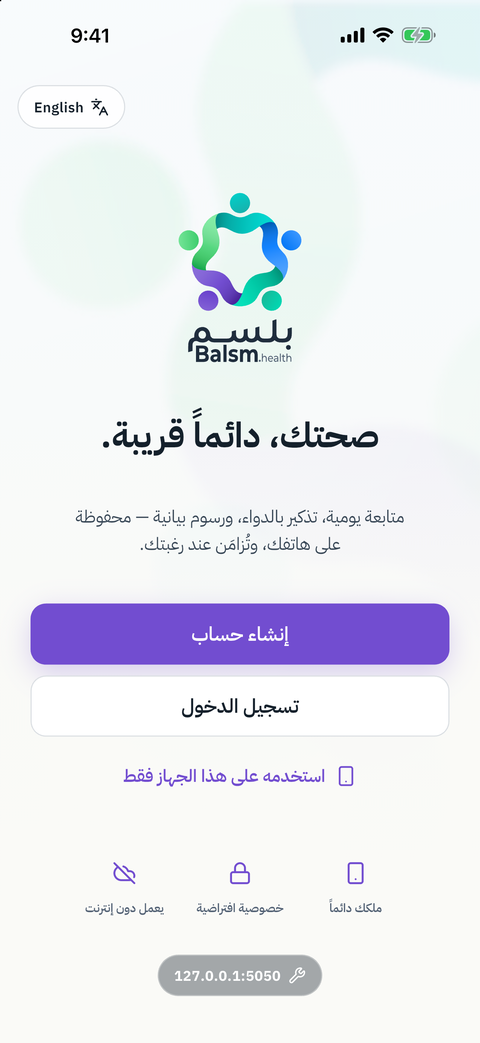 9:41
English
بلسم
Balsm.health
صحتك، دائماً قريبة.
متابعة يومية، تذكير بالدواء، ورسوم بيانية — محفوظة
على هاتفك، وتُزامَن عند رغبتك.
إنشاء حساب
تسجيل الدخول
استخدمه على هذا الجهاز فقط
ملكك دائماً
خصوصية افتراضية
يعمل دون إنترنت
127.0.0.1:5050